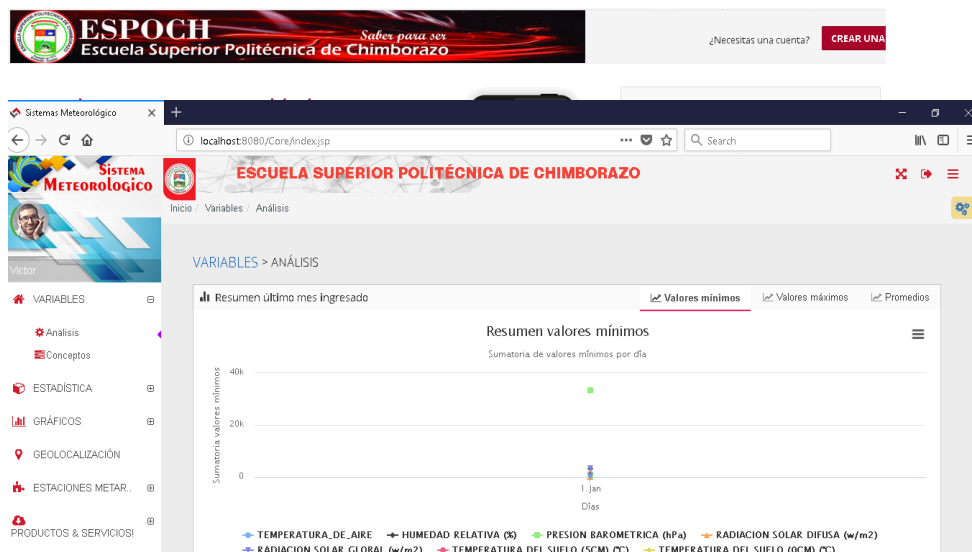 ESPOCH
Saber para ser
Escuela Superior Politécnica de Chimborazo
¿Necesitas una cuenta?
CREAR UNA
Sistemas Meteorológico
localhost:8080/Core/index.jsp
Search
SISTEMA
METEOROLOGICO
ESCUELA SUPERIOR POLITÉCNICA DE CHIMBORAZO
Inicio / Variables / Análisis
Victor
VARIABLES > ANÁLISIS
VARIABLES
Analisis
Conceptos
ESTADÍSTICA
GRÁFICOS
GEOLOCALIZACIÓN
ESTACIONES METAR..
PRODUCTOS & SERVICIOS!
Resumen último mes ingresado
Valores mínimos
Valores máximos
Promedios
Resumen valores mínimos
Sumatoria de valores mínimos por día
Sumatoria valores mínimos
40k
20k
0
1. Jan
Días
TEMPERATURA_DE_AIRE HUMEDAD RELATIVA (%) PRESION BAROMETRICA (hPa) RADIACION SOLAR DIFUSA (w/m2)
RADIACION SOLAR GLOBAL (w/m2) TEMPERATURA DEL SUELO (5CM) (ºC) TEMPERATURA DEL SUELO (0CM) (ºC)